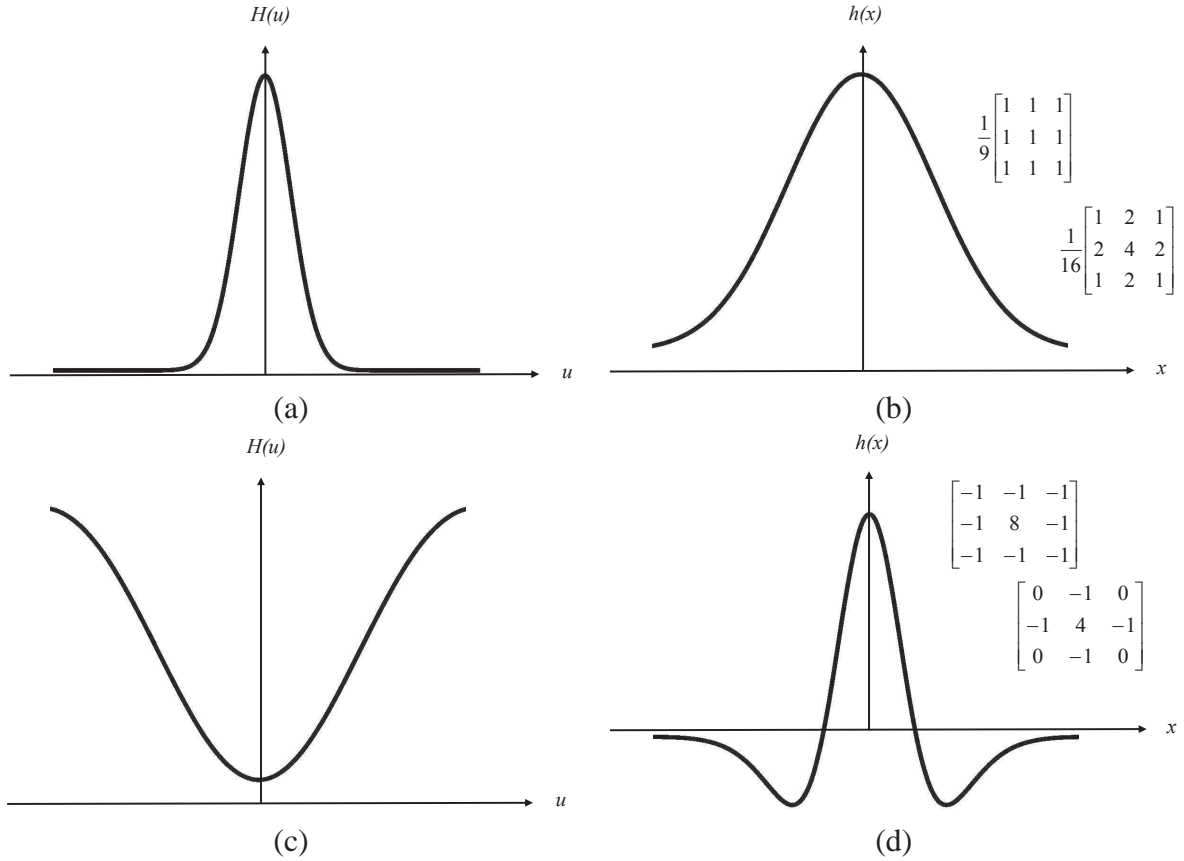 H(u)
h(x)
1/9 [1 1 1
1 1 1
1 1 1]
1/16 [1 2 1
2 4 2
1 2 1]
u
x
(a)
(b)
H(u)
h(x)
[−1 −1 −1
−1 8 −1
−1 −1 −1]
[0 −1 0
−1 4 −1
0 −1 0]
x
u
(c)
(d)